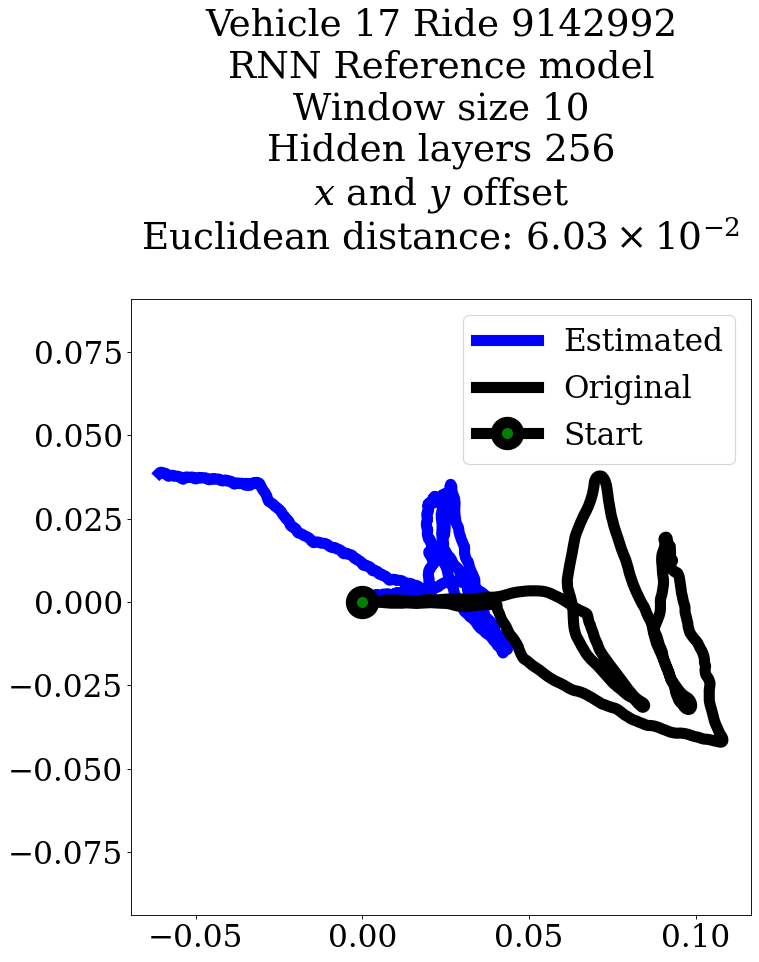 Vehicle 17 Ride 9142992
RNN Reference model
Window size 10
Hidden layers 256
x and y offset
Euclidean distance: 6.03 × 10⁻²
Estimated
Original
Start
0.075
0.050
0.025
0.000
−0.025
−0.050
−0.075
−0.05 0.00 0.05 0.10